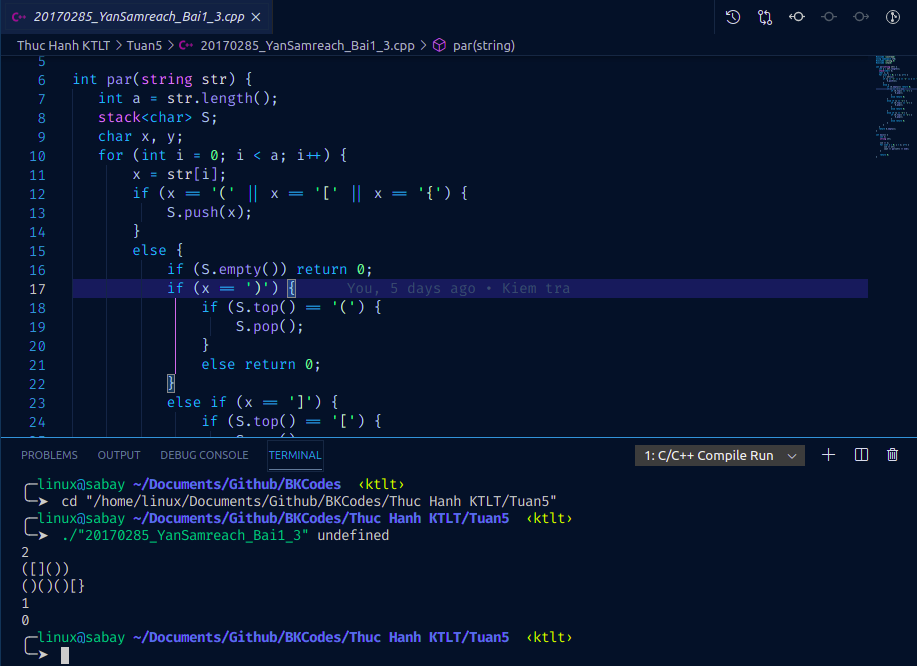 20170285_YanSamreach_Bai1_3.cpp ×
Thuc Hanh KTLT > Tuan5 > 20170285_YanSamreach_Bai1_3.cpp > par(string)
5
6 int par(string str) {
7 int a = str.length();
8 stack<char> S;
9 char x, y;
10 for (int i = 0; i < a; i++) {
11 x = str[i];
12 if (x == '(' || x == '[' || x == '{') {
13 S.push(x);
14 }
15 else {
16 if (S.empty()) return 0;
17 if (x == ')') { You, 5 days ago • Kiem tra
18 if (S.top() == '(') {
19 S.pop();
20 }
21 else return 0;
22 }
23 else if (x == ']') {
24 if (S.top() == '[') {
PROBLEMS OUTPUT DEBUG CONSOLE TERMINAL 1: C/C++ Compile Run
linux@sabay ~/Documents/Github/BKCodes ‹ktlt›
cd "/home/linux/Documents/Github/BKCodes/Thuc Hanh KTLT/Tuan5"
linux@sabay ~/Documents/Github/BKCodes/Thuc Hanh KTLT/Tuan5 ‹ktlt›
./"20170285_YanSamreach_Bai1_3" undefined
2
([]())
()()()[}
1
0
linux@sabay ~/Documents/Github/BKCodes/Thuc Hanh KTLT/Tuan5 ‹ktlt›